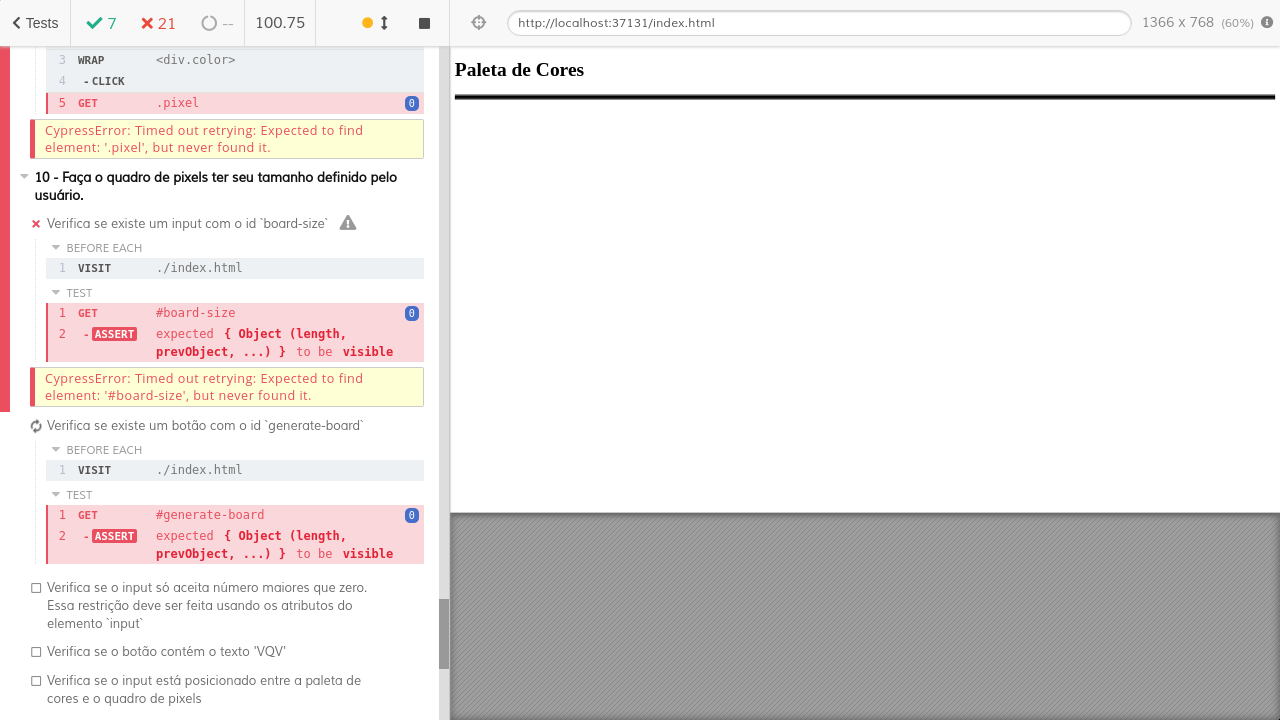 Tests
7
21
--
100.75
http://localhost:37131/index.html
1366 x 768 (60%)
3 WRAP <div.color>
4 - CLICK
5 GET .pixel 0
CypressError: Timed out retrying: Expected to find
element: '.pixel', but never found it.
10 - Faça o quadro de pixels ter seu tamanho definido pelo
usuário.
Verifica se existe um input com o id `board-size`
BEFORE EACH
1 VISIT ./index.html
TEST
1 GET #board-size 0
2 - ASSERT expected { Object (length,
prevObject, ...) } to be visible
CypressError: Timed out retrying: Expected to find
element: '#board-size', but never found it.
Verifica se existe um botão com o id `generate-board`
BEFORE EACH
1 VISIT ./index.html
TEST
1 GET #generate-board 0
2 - ASSERT expected { Object (length,
prevObject, ...) } to be visible
Verifica se o input só aceita número maiores que zero.
Essa restrição deve ser feita usando os atributos do
elemento `input`
Verifica se o botão contém o texto 'VQV'
Verifica se o input está posicionado entre a paleta de
cores e o quadro de pixels
Paleta de Cores